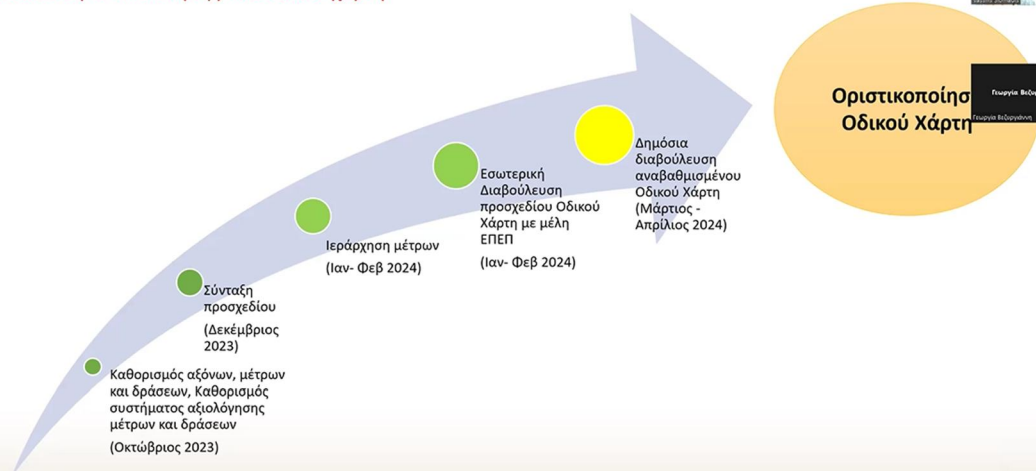 Οριστικοποίησ
Οδικού Χάρτη
Γεωργία Βεζυργιάννη
Δημόσια
διαβούλευση
αναβαθμισμένου
Οδικού Χάρτη
(Μάρτιος -
Απρίλιος 2024)
Εσωτερική
Διαβούλευση
προσχεδίου Οδικού
Χάρτη με μέλη
ΕΠΕΠ
(Ιαν- Φεβ 2024)
Ιεράρχηση μέτρων
(Ιαν- Φεβ 2024)
Σύνταξη
προσχεδίου
(Δεκέμβριος
2023)
Καθορισμός αξόνων, μέτρων
και δράσεων, Καθορισμός
συστήματος αξιολόγησης
μέτρων και δράσεων
(Οκτώβριος 2023)